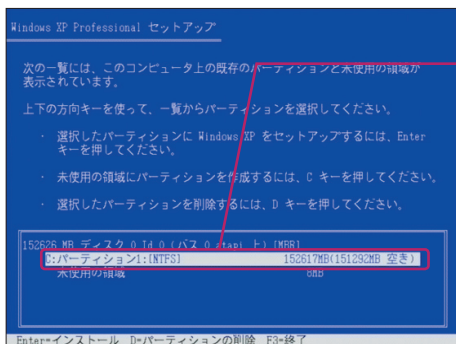 Windows XP Professional セットアップ
次の一覧には、このコンピュータ上の既存のパーティションと未使用の領域が
表示されています。
上下の方向キーを使って、一覧からパーティションを選択してください。
・ 選択したパーティションに Windows XP をセットアップするには、Enter
キーを押してください。
・ 未使用の領域にパーティションを作成するには、C キーを押してください。
・ 選択したパーティションを削除するには、D キーを押してください。
152626 MB ディスク 0 Id 0 (バス 0 atapi 上) [MBR]
C:パーティション1:[NTFS] 152617MB(151292MB 空き)
未使用の領域 8MB
Enter=インストール D=パーティションの削除 F3=終了